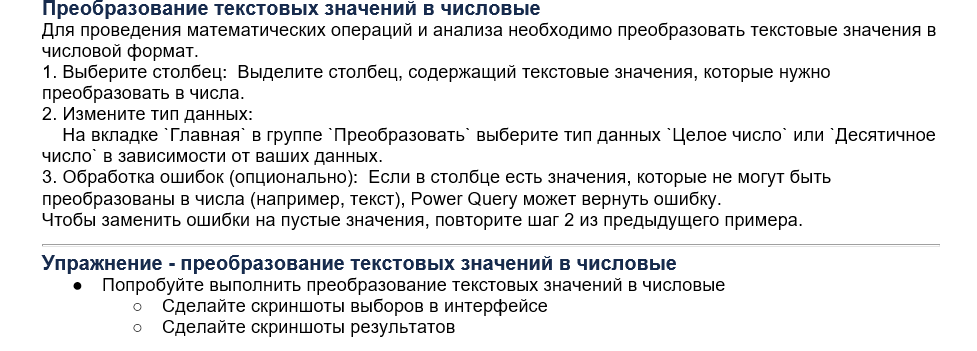 Преобразование текстовых значений в числовые
Для проведения математических операций и анализа необходимо преобразовать текстовые значения в
числовой формат.
1. Выберите столбец:  Выделите столбец, содержащий текстовые значения, которые нужно
преобразовать в числа.
2. Измените тип данных:
На вкладке `Главная` в группе `Преобразовать` выберите тип данных `Целое число` или `Десятичное
число` в зависимости от ваших данных.
3. Обработка ошибок (опционально):  Если в столбце есть значения, которые не могут быть
преобразованы в числа (например, текст), Power Query может вернуть ошибку.
Чтобы заменить ошибки на пустые значения, повторите шаг 2 из предыдущего примера.
Упражнение - преобразование текстовых значений в числовые
● Попробуйте выполнить преобразование текстовых значений в числовые
○ Сделайте скриншоты выборов в интерфейсе
○ Сделайте скриншоты результатов